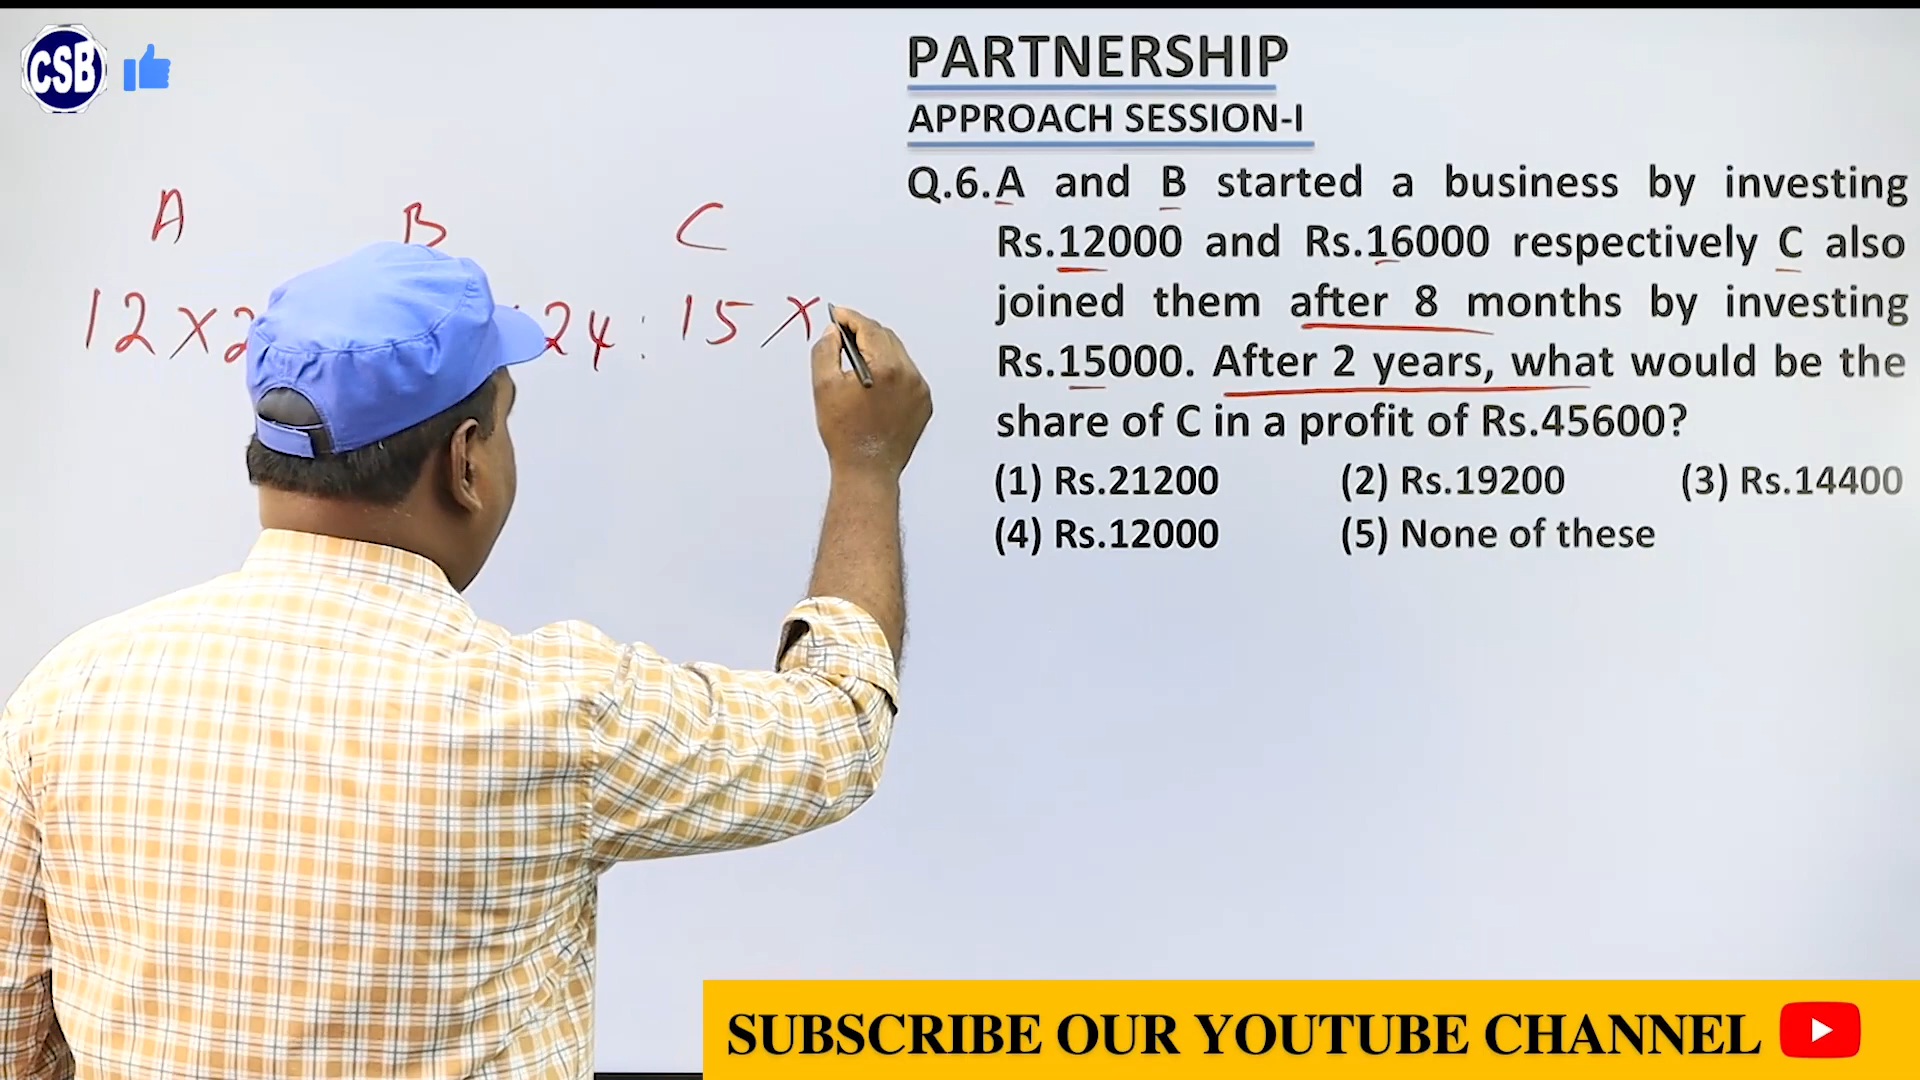 CSB
PARTNERSHIP
APPROACH SESSION-I
Q.6. A and B started a business by investing
Rs.12000 and Rs.16000 respectively C also
joined them after 8 months by investing
Rs.15000. After 2 years, what would be the
share of C in a profit of Rs.45600?
(1) Rs.21200 (2) Rs.19200 (3) Rs.14400
(4) Rs.12000 (5) None of these
A B C
12 × 2 24 : 15 ×
SUBSCRIBE OUR YOUTUBE CHANNEL